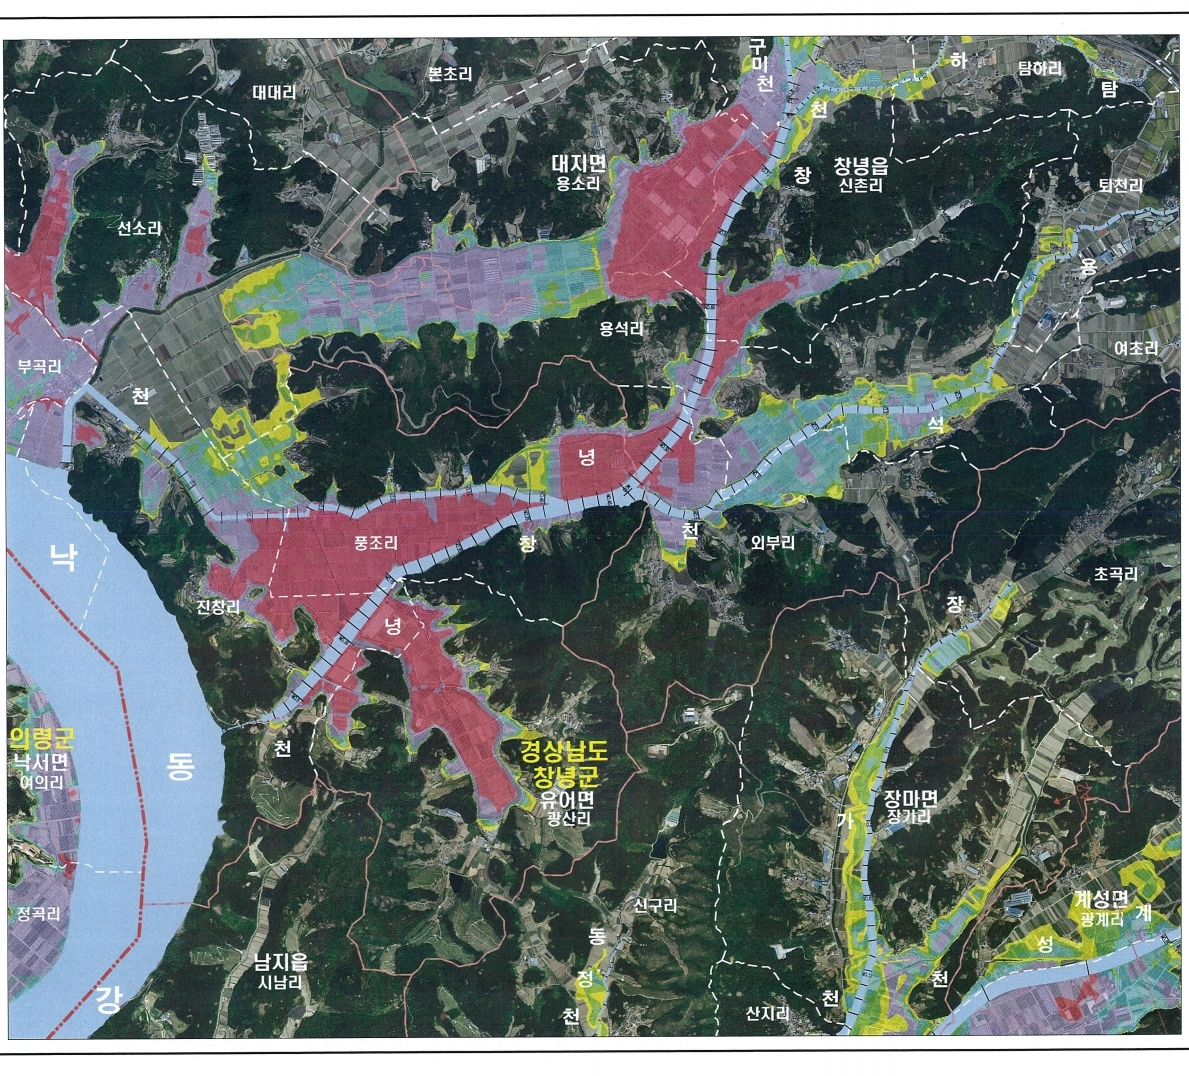 구
미
천
하
탐하리
탐
본초리
대대리
천
대지면
용소리
창
창녕읍
신촌리
퇴천리
선소리
용
용석리
여초리
부곡리
천
석
녕
풍조리
창
천
외부리
낙
초곡리
진창리
녕
장
의령군
낙서면
여의리
동
천
경상남도
창녕군
유어면
광산리
장마면
장가리
가
신구리
계성면
광계리
계
정곡리
동
성
남지읍
시남리
정
천
강
천
산지리
천